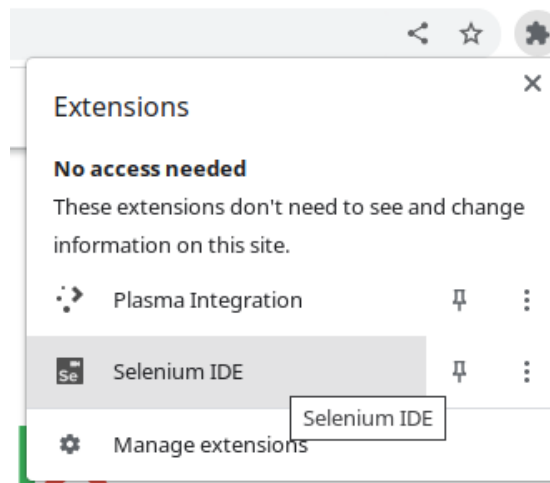 Extensions
No access needed
These extensions don't need to see and change
information on this site.
Plasma Integration
Se
Selenium IDE
Selenium IDE
Manage extensions